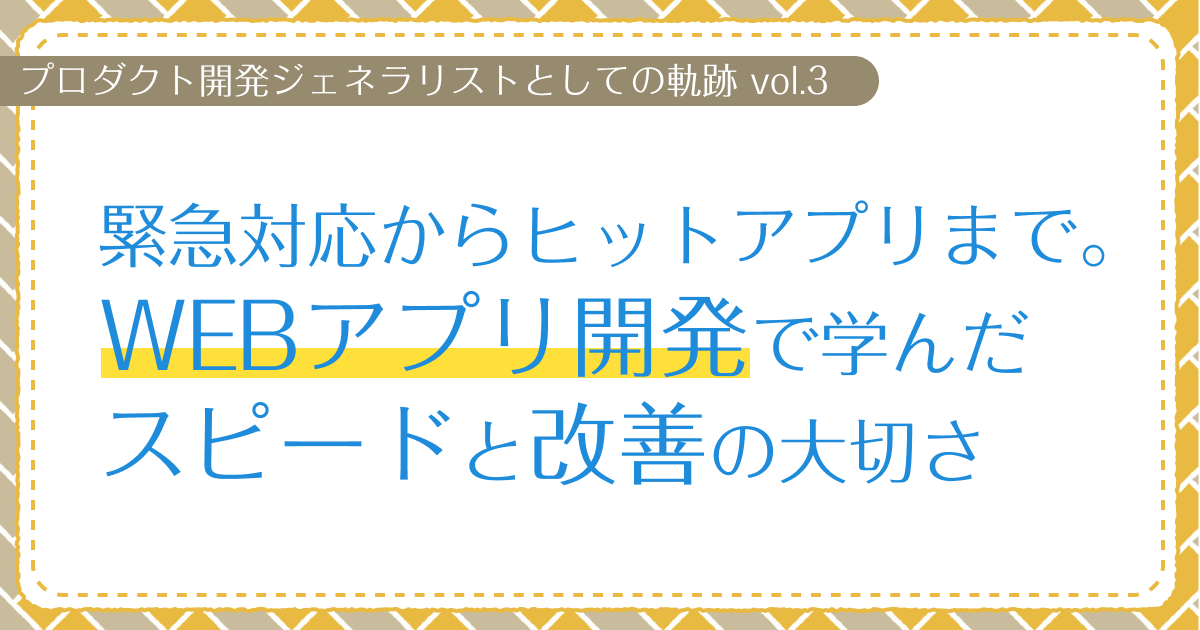 プロダクト開発ジェネラリストとしての軌跡 vol.3
緊急対応からヒットアプリまで。
WEBアプリ開発で学んだ
スピードと改善の大切さ